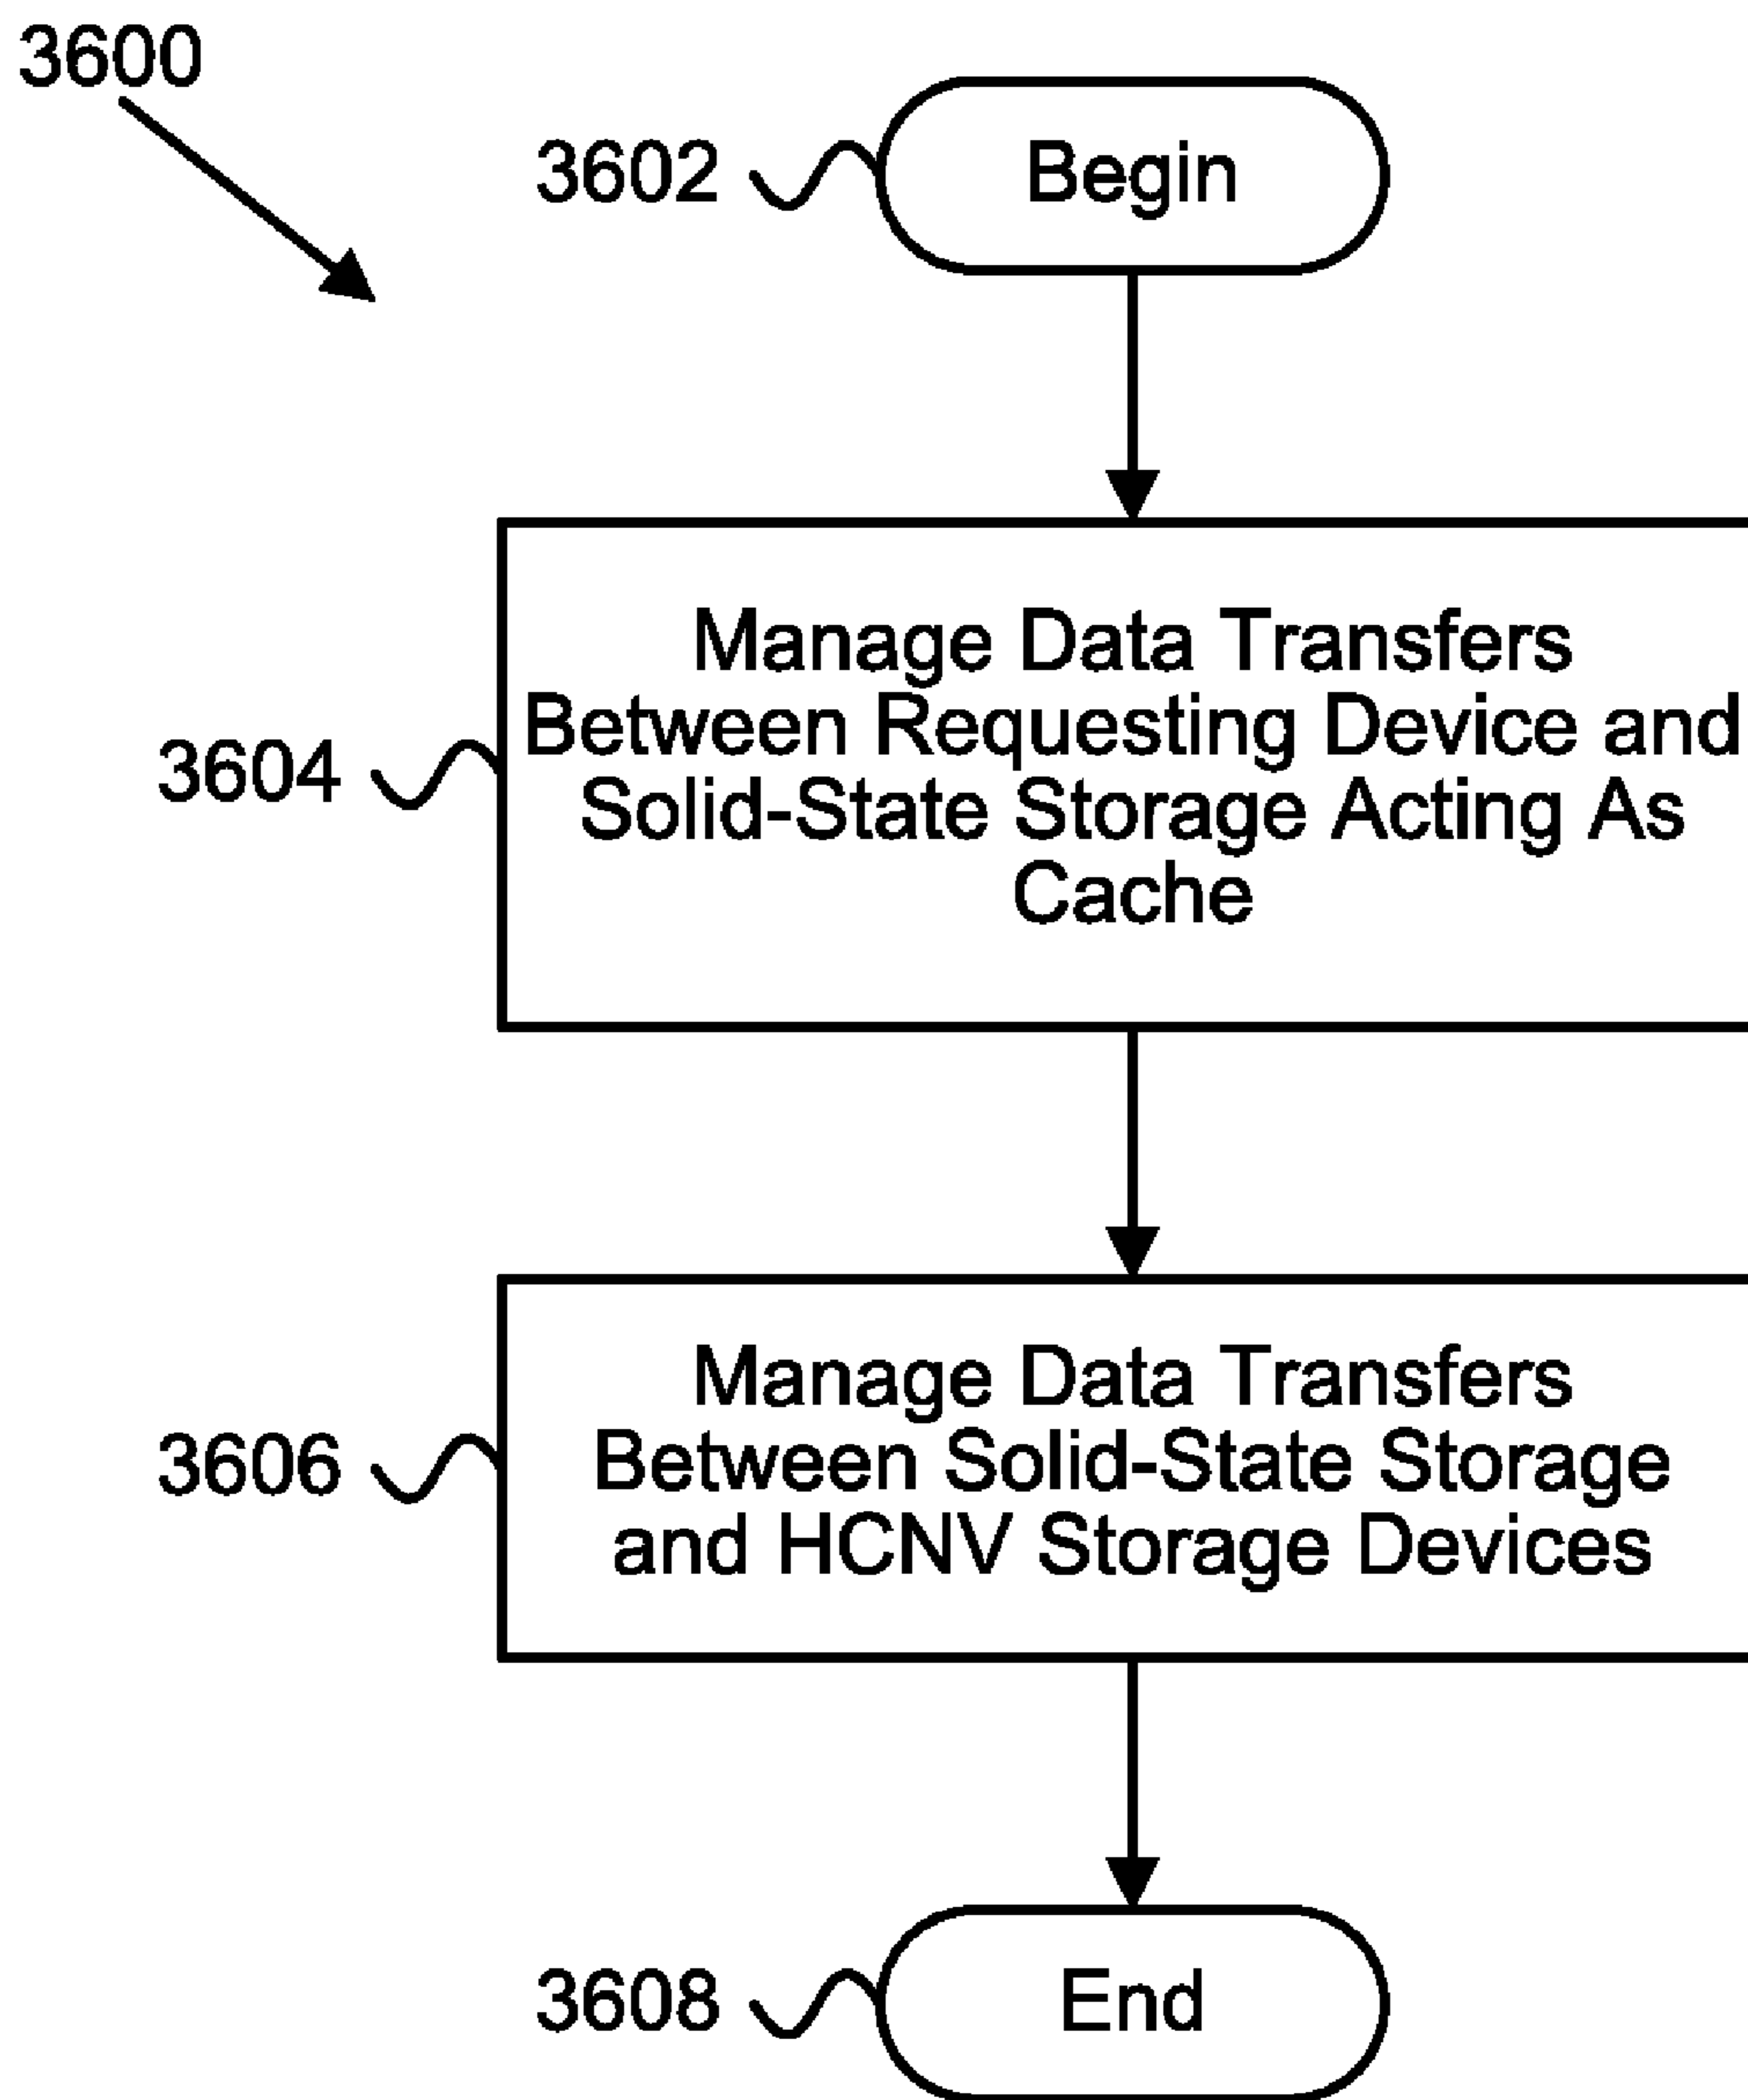 3600
3602
Begin
Manage Data Transfers
Between Requesting Device and
Solid-State Storage Acting As
Cache
3604
Manage Data Transfers
Between Solid-State Storage
and HCNV Storage Devices
3606
3608
End